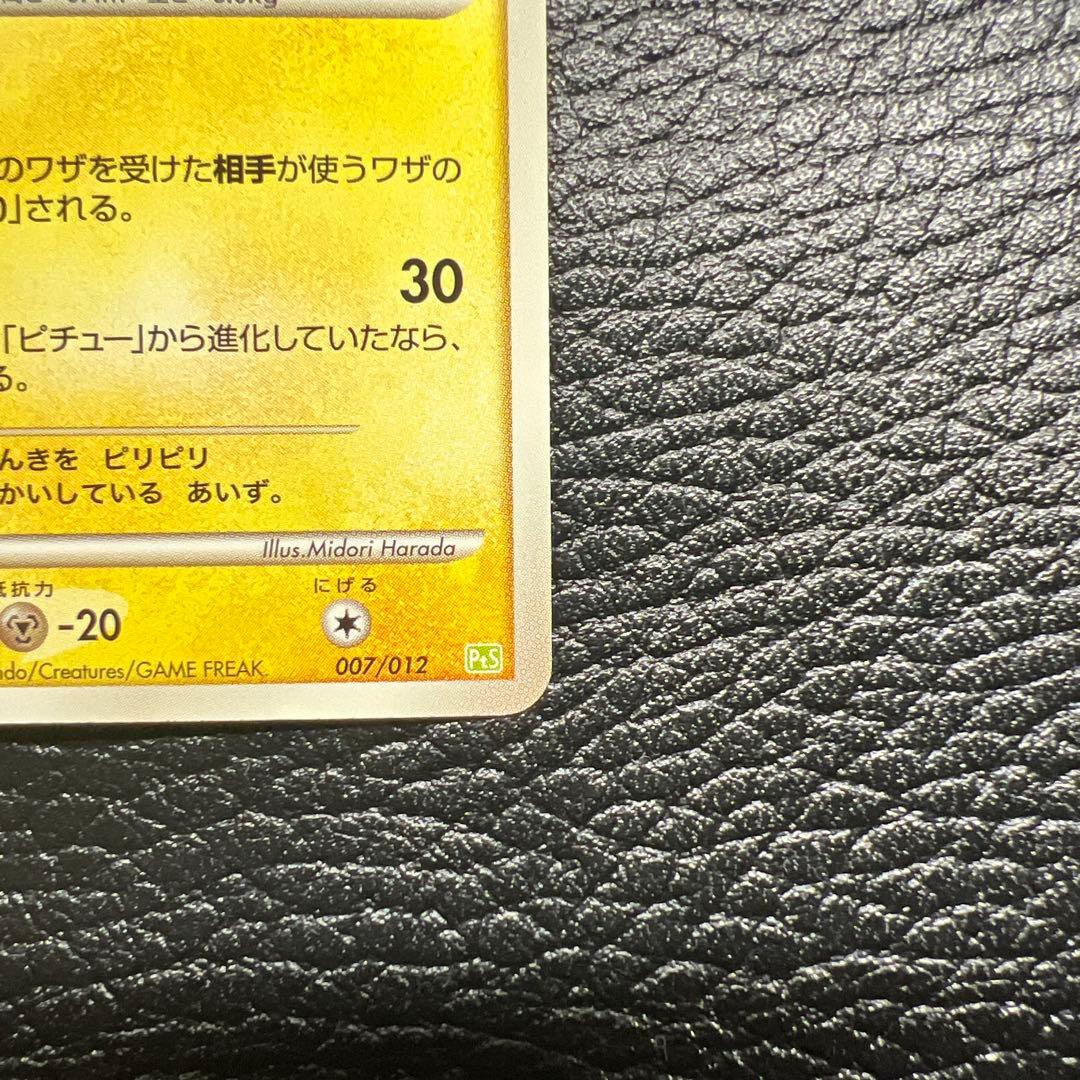 のワザを受けた相手が使うワザの
0」される。
30
「ピチュー」から進化していたなら、
る。
んきを ピリピリ
かいしている あいず。
Illus.Midori Harada
抵抗力
にげる
-20
ndo/Creatures/GAME FREAK.
007/012
PtS